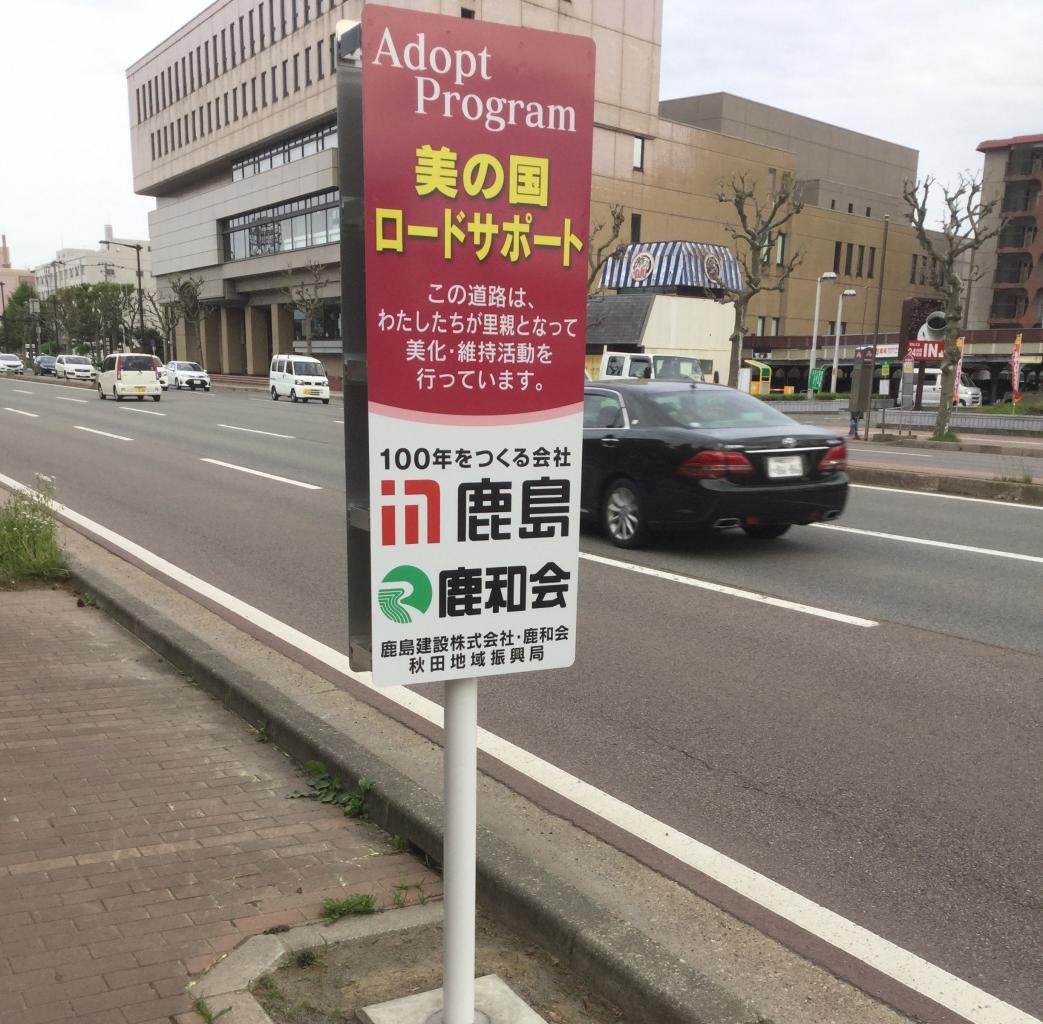 Adopt
Program
美の国
ロードサポート
この道路は、
わたしたちが里親となって
美化・維持活動を
行っています。
100年をつくる会社
鹿島
鹿和会
鹿島建設株式会社・鹿和会
秋田地域振興局
24
IN